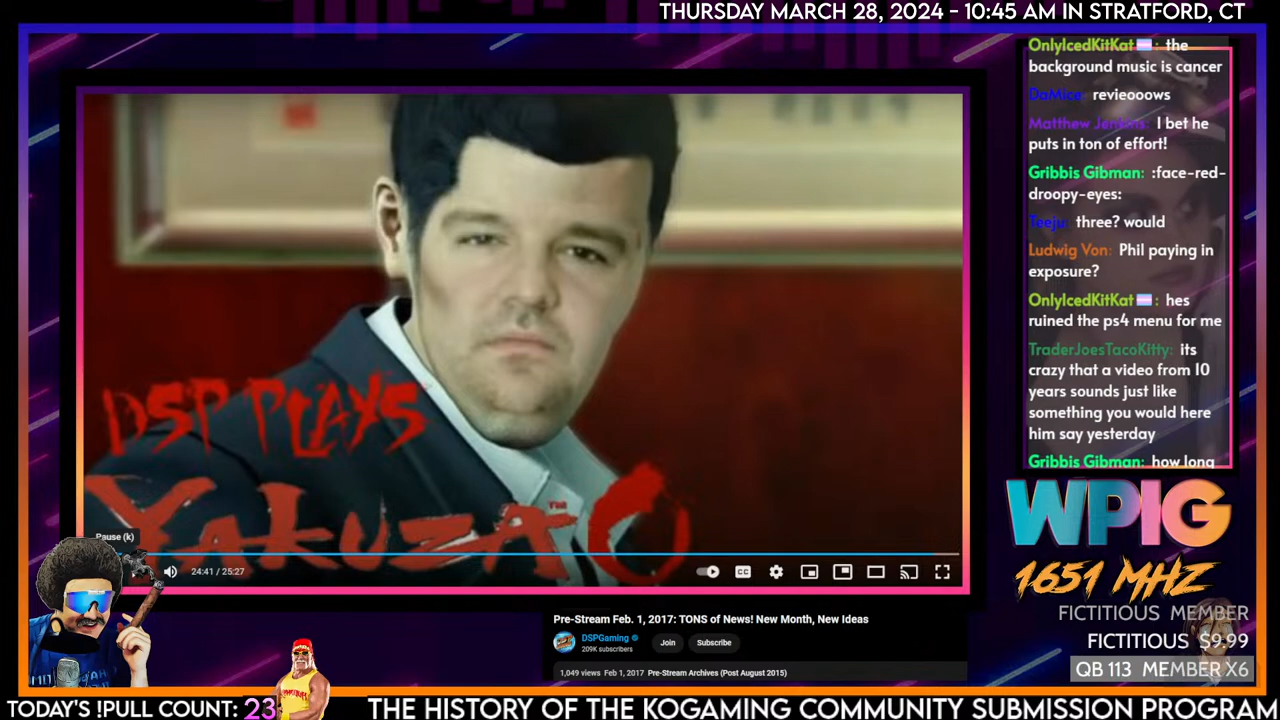 THURSDAY MARCH 28, 2024 - 10:45 AM IN STRATFORD, CT
OnlyIcedKitKat : the
background music is cancer
DaMice: revieooows
Matthew Jenkins: I bet he
puts in ton of effort!
Gribbis Gibman: :face-red-
droopy-eyes:
Teeju: three? would
Ludwig Von: Phil paying in
exposure?
OnlyIcedKitKat : hes
ruined the ps4 menu for me
TraderJoesTacoKitty: its
crazy that a video from 10
years sounds just like
something you would here
him say yesterday
Gribbis Gibman: how long
DSP PLAYS
YAKUZA 0
Pause (k)
24:41 / 25:27
CC
WPIG
1651 MHZ
FICTITIOUS MEMBER
FICTITIOUS $9.99
QB 113 MEMBER X6
Pre-Stream Feb. 1, 2017: TONS of News! New Month, New Ideas
DSPGaming
209K subscribers
Join
Subscribe
1,049 views Feb 1, 2017 Pre-Stream Archives (Post August 2015)
TODAY'S !PULL COUNT: 23
THE HISTORY OF THE KOGAMING COMMUNITY SUBMISSION PROGRAM